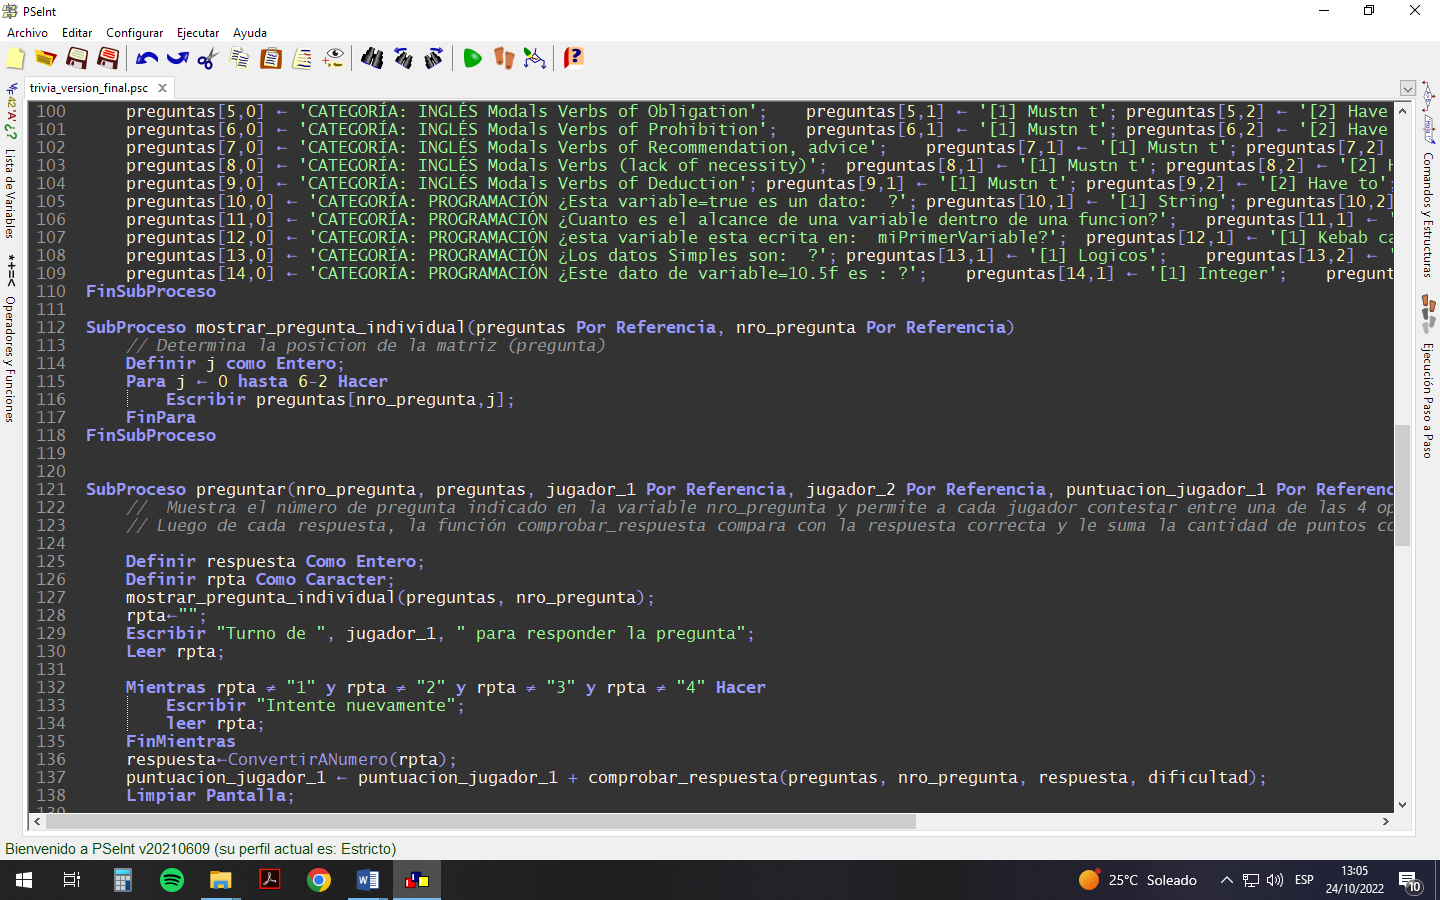 PSeInt
Archivo Editar Configurar Ejecutar Ayuda
trivia_version_final.psc
100 preguntas[5,0] ← 'CATEGORÍA: INGLÉS Modals Verbs of Obligation'; preguntas[5,1] ← '[1] Mustn t'; preguntas[5,2] ← '[2] Have
101 preguntas[6,0] ← 'CATEGORÍA: INGLÉS Modals Verbs of Prohibition'; preguntas[6,1] ← '[1] Mustn t'; preguntas[6,2] ← '[2] Have
102 preguntas[7,0] ← 'CATEGORÍA: INGLÉS Modals Verbs of Recommendation, advice'; preguntas[7,1] ← '[1] Mustn t'; preguntas[7,2]
103 preguntas[8,0] ← 'CATEGORÍA: INGLÉS Modals Verbs (lack of necessity)'; preguntas[8,1] ← '[1] Mustn t'; preguntas[8,2] ← '[2] H
104 preguntas[9,0] ← 'CATEGORÍA: INGLÉS Modals Verbs of Deduction'; preguntas[9,1] ← '[1] Mustn t'; preguntas[9,2] ← '[2] Have to';
105 preguntas[10,0] ← 'CATEGORÍA: PROGRAMACIÓN ¿Esta variable=true es un dato:  ?'; preguntas[10,1] ← '[1] String'; preguntas[10,2]
106 preguntas[11,0] ← 'CATEGORÍA: PROGRAMACIÓN ¿Cuanto es el alcance de una variable dentro de una funcion?'; preguntas[11,1] ← '
107 preguntas[12,0] ← 'CATEGORÍA: PROGRAMACIÓN ¿esta variable esta ecrita en:  miPrimerVariable?'; preguntas[12,1] ← '[1] Kebab ca
108 preguntas[13,0] ← 'CATEGORÍA: PROGRAMACIÓN ¿Los datos Simples son:  ?'; preguntas[13,1] ← '[1] Logicos'; preguntas[13,2] ← '
109 preguntas[14,0] ← 'CATEGORÍA: PROGRAMACIÓN ¿Este dato de variable=10.5f es : ?'; preguntas[14,1] ← '[1] Integer'; pregunt
110 FinSubProceso
111
112 SubProceso mostrar_pregunta_individual(preguntas Por Referencia, nro_pregunta Por Referencia)
113 // Determina la posicion de la matriz (pregunta)
114 Definir j como Entero;
115 Para j ← 0 hasta 6-2 Hacer
116 Escribir preguntas[nro_pregunta,j];
117 FinPara
118 FinSubProceso
119
120
121 SubProceso preguntar(nro_pregunta, preguntas, jugador_1 Por Referencia, jugador_2 Por Referencia, puntuacion_jugador_1 Por Referenc
122 //  Muestra el número de pregunta indicado en la variable nro_pregunta y permite a cada jugador contestar entre una de las 4 op
123 // Luego de cada respuesta, la función comprobar_respuesta compara con la respuesta correcta y le suma la cantidad de puntos co
124
125 Definir respuesta Como Entero;
126 Definir rpta Como Caracter;
127 mostrar_pregunta_individual(preguntas, nro_pregunta);
128 rpta←"";
129 Escribir "Turno de ", jugador_1, " para responder la pregunta";
130 Leer rpta;
131
132 Mientras rpta ≠ "1" y rpta ≠ "2" y rpta ≠ "3" y rpta ≠ "4" Hacer
133 Escribir "Intente nuevamente";
134 leer rpta;
135 FinMientras
136 respuesta←ConvertirANumero(rpta);
137 puntuacion_jugador_1 ← puntuacion_jugador_1 + comprobar_respuesta(preguntas, nro_pregunta, respuesta, dificultad);
138 Limpiar Pantalla;
139
42 'A' ¿? Lista de Variables
*+=< Operadores y Funciones
Comandos y Estructuras
Ejecución Paso a Paso
Bienvenido a PSeInt v20210609 (su perfil actual es: Estricto)
25°C Soleado
ESP
13:05
24/10/2022
10